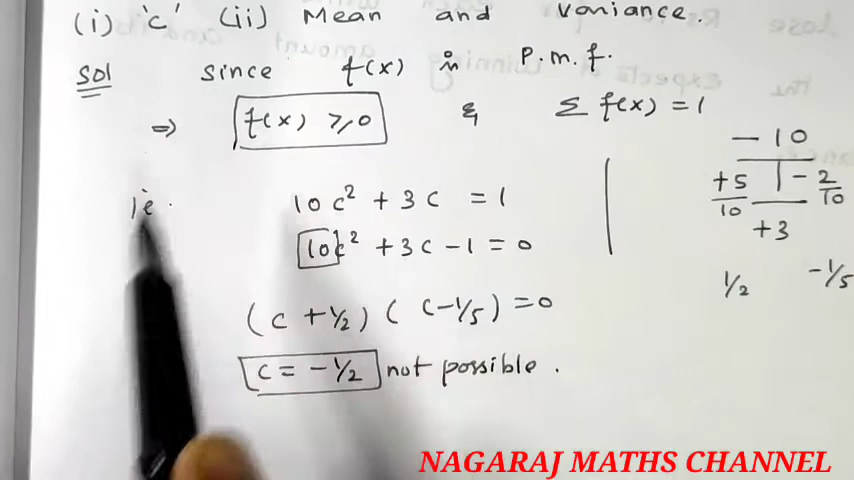 (i) 'c' (ii) Mean and variance.
Sol since f(x) is P.m.f.
⇒ f(x) ≥ 0 & Σ f(x) = 1
ie. 10c² + 3c = 1
10c² + 3c - 1 = 0
(c + 1/2) (c - 1/5) = 0
c = - 1/2 not possible.
- 10
+5/10 | - 2/10
+3
1/2 - 1/5
NAGARAJ MATHS CHANNEL